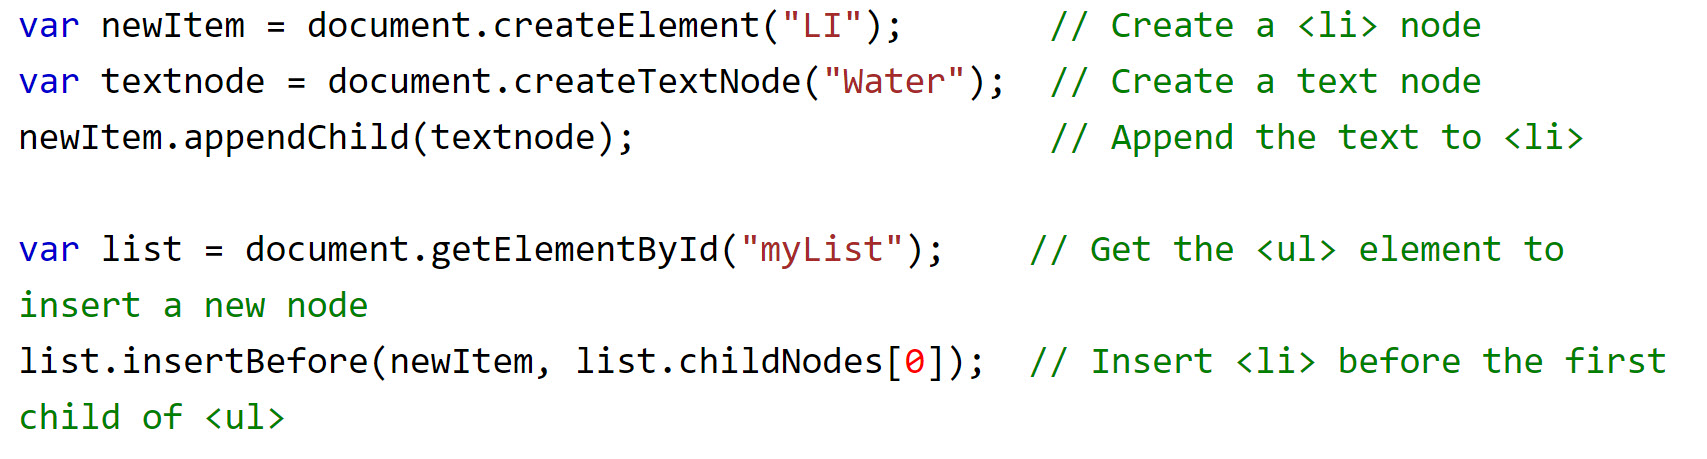 var newItem = document.createElement("LI");       // Create a <li> node
var textnode = document.createTextNode("Water");  // Create a text node
newItem.appendChild(textnode);                    // Append the text to <li>
var list = document.getElementById("myList");    // Get the <ul> element to
insert a new node
list.insertBefore(newItem, list.childNodes[0]);  // Insert <li> before the first
child of <ul>